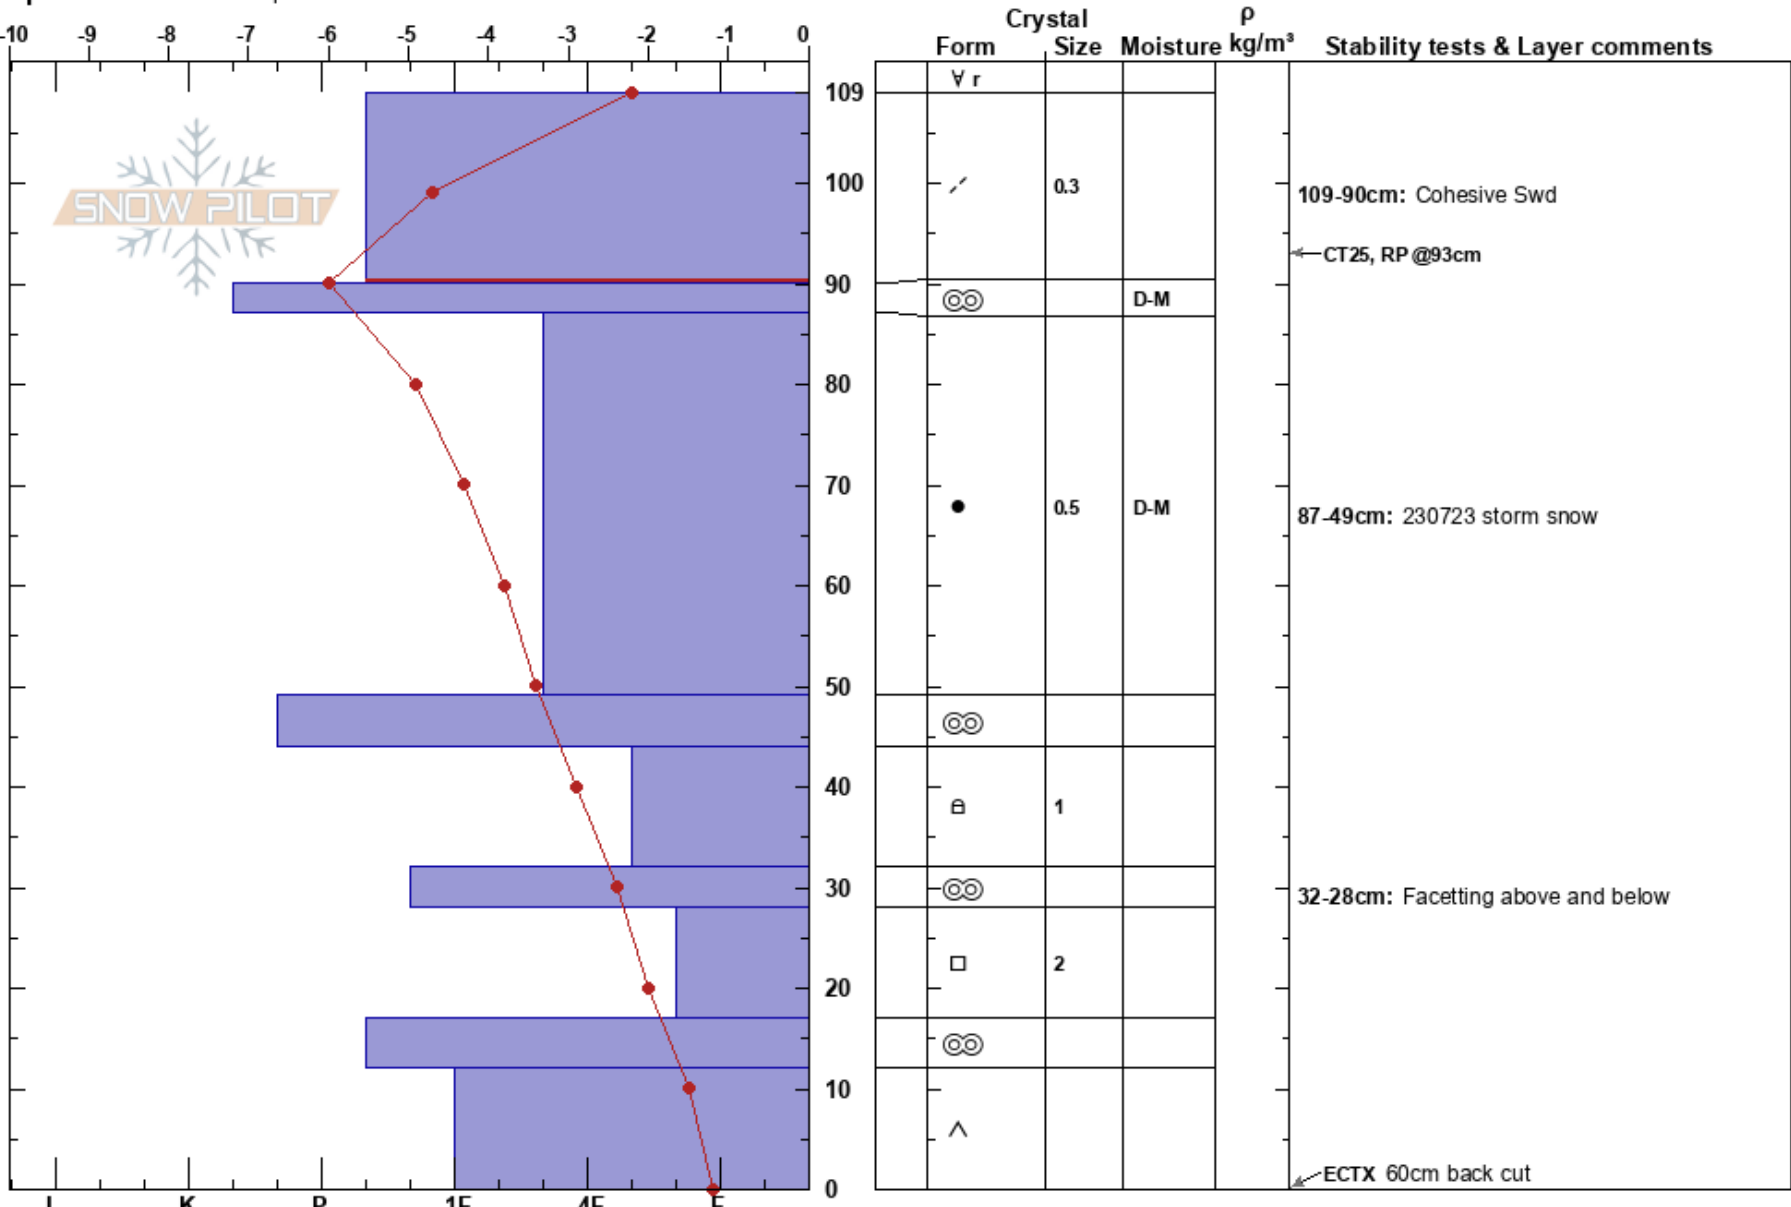 -10 -9 -8 -7 -6 -5 -4 -3 -2 -1 0
Crystal ρ
Form Size Moisture kg/m³ Stability tests & Layer comments
r
109
SNOW PILOT
100 0.3 109-90cm: Cohesive Swd
CT25, RP @93cm
90
D-M
80
70
0.5 D-M 87-49cm: 230723 storm snow
60
50
40 1
30 32-28cm: Facetting above and below
20 2
10
ECTX 60cm back cut
0
I K P 1F 4F F